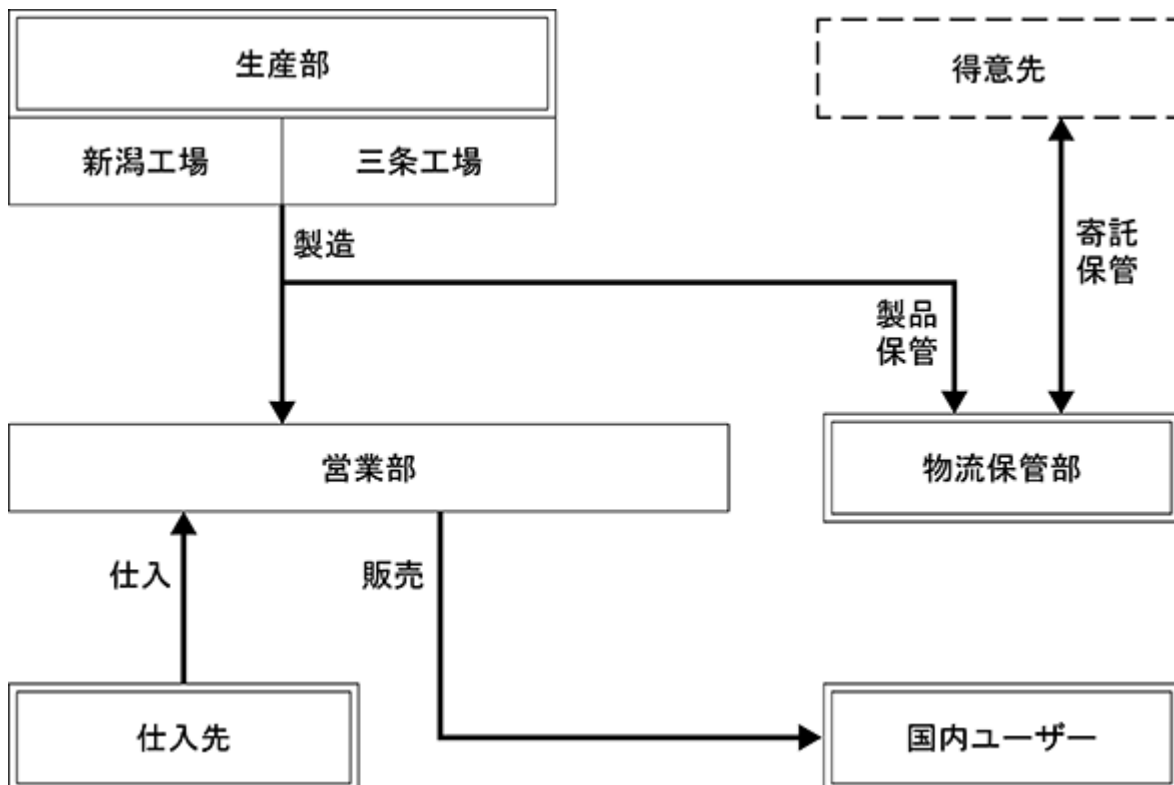 生産部
得意先
新潟工場
三条工場
製造
寄託
保管
製品
保管
営業部
物流保管部
仕入
販売
仕入先
国内ユーザー